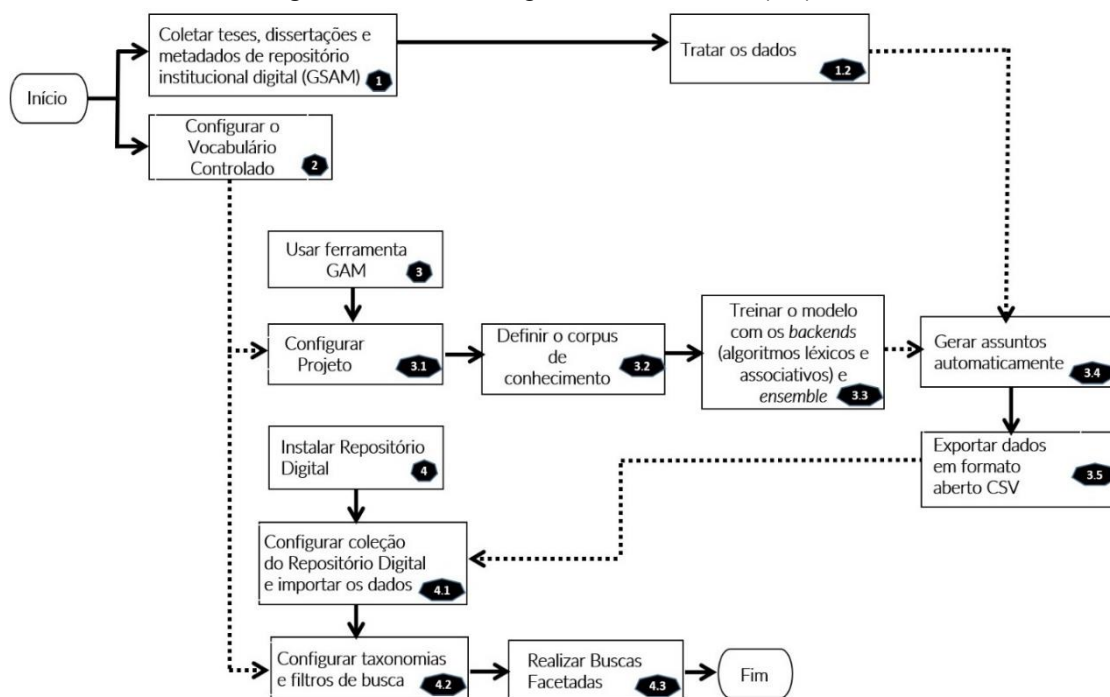 Início
Coletar teses, dissertações e
metadados de repositório
institucional digital (GSAM)
1
Tratar os dados
1.2
Configurar o
Vocabulário
Controlado
2
Usar ferramenta
GAM
3
Configurar
Projeto
3.1
Definir o corpus
de
conhecimento
3.2
Treinar o modelo
com os backends
(algoritmos léxicos e
associativos) e
ensemble
3.3
Gerar assuntos
automaticamente
3.4
Exportar dados
em formato
aberto CSV
3.5
Instalar Repositório
Digital
4
Configurar coleção
do Repositório Digital
e importar os dados
4.1
Configurar taxonomias
e filtros de busca
4.2
Realizar Buscas
Facetadas
4.3
Fim